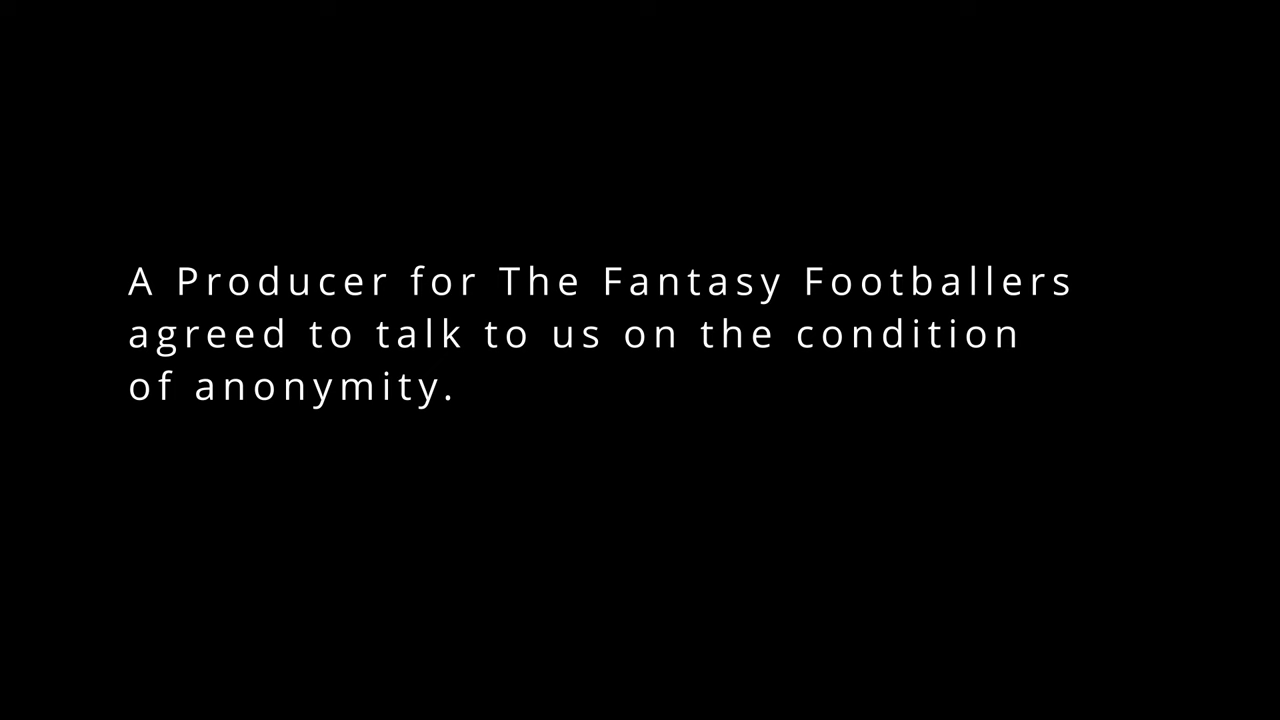 A Producer for The Fantasy Footballers
agreed to talk to us on the condition
of anonymity.